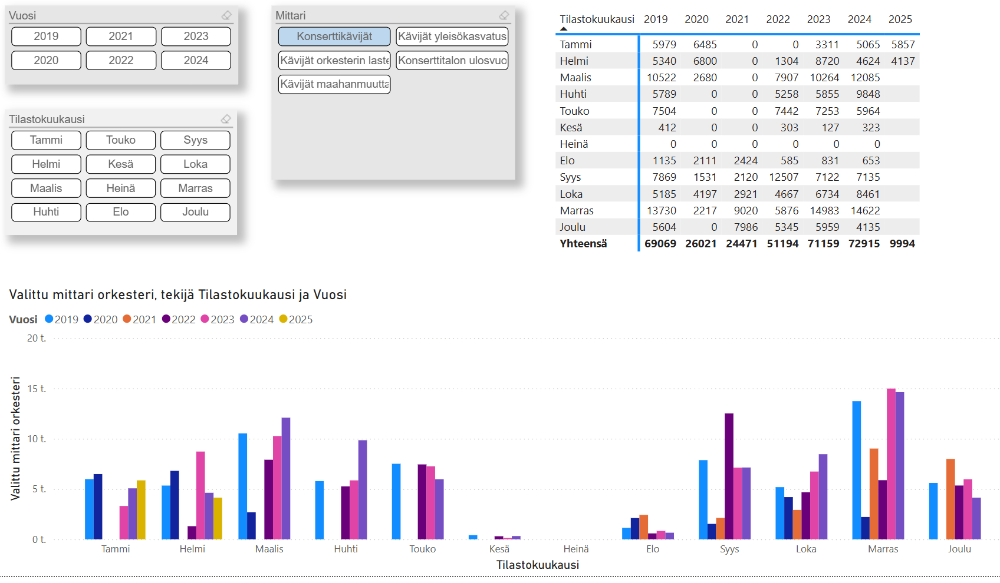 Vuosi
2019 2021 2023
2020 2022 2024
Tilastokuukausi
Tammi Touko Syys
Helmi Kesä Loka
Maalis Heinä Marras
Huhti Elo Joulu
Mittari
Konserttikävijät Kävijät yleisökasvatus
Kävijät orkesterin laste Konserttitalon ulosvuo
Kävijät maahanmuutta
Tilastokuukausi 2019 2020 2021 2022 2023 2024 2025
Tammi 5979 6485 0 0 3311 5065 5857
Helmi 5340 6800 0 1304 8720 4624 4137
Maalis 10522 2680 0 7907 10264 12085
Huhti 5789 0 0 5258 5855 9848
Touko 7504 0 0 7442 7253 5964
Kesä 412 0 0 303 127 323
Heinä 0 0 0 0 0 0
Elo 1135 2111 2424 585 831 653
Syys 7869 1531 2120 12507 7122 7135
Loka 5185 4197 2921 4667 6734 8461
Marras 13730 2217 9020 5876 14983 14622
Joulu 5604 0 7986 5345 5959 4135
Yhteensä 69069 26021 24471 51194 71159 72915 9994
Valittu mittari orkesteri, tekijä Tilastokuukausi ja Vuosi
Vuosi 2019 2020 2021 2022 2023 2024 2025
Valittu mittari orkesteri
20 t.
15 t.
10 t.
5 t.
0 t.
Tammi Helmi Maalis Huhti Touko Kesä Heinä Elo Syys Loka Marras Joulu
Tilastokuukausi